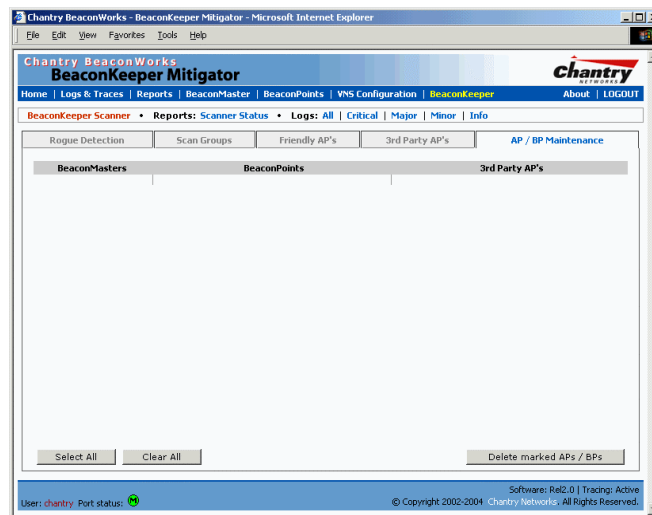 Chantry BeaconWorks - BeaconKeeper Mitigator - Microsoft Internet Explorer
File Edit View Favorites Tools Help
Chantry BeaconWorks
BeaconKeeper Mitigator
chantry
NETWORKS
Home | Logs & Traces | Reports | BeaconMaster | BeaconPoints | VNS Configuration | BeaconKeeper About | LOGOUT
BeaconKeeper Scanner • Reports: Scanner Status • Logs: All | Critical | Major | Minor | Info
Rogue Detection Scan Groups Friendly AP's 3rd Party AP's AP / BP Maintenance
BeaconMasters BeaconPoints 3rd Party AP's
Select All Clear All Delete marked APs / BPs
Software: Rel2.0 | Tracing: Active
User: chantry Port status: M © Copyright 2002-2004 Chantry Networks. All Rights Reserved.